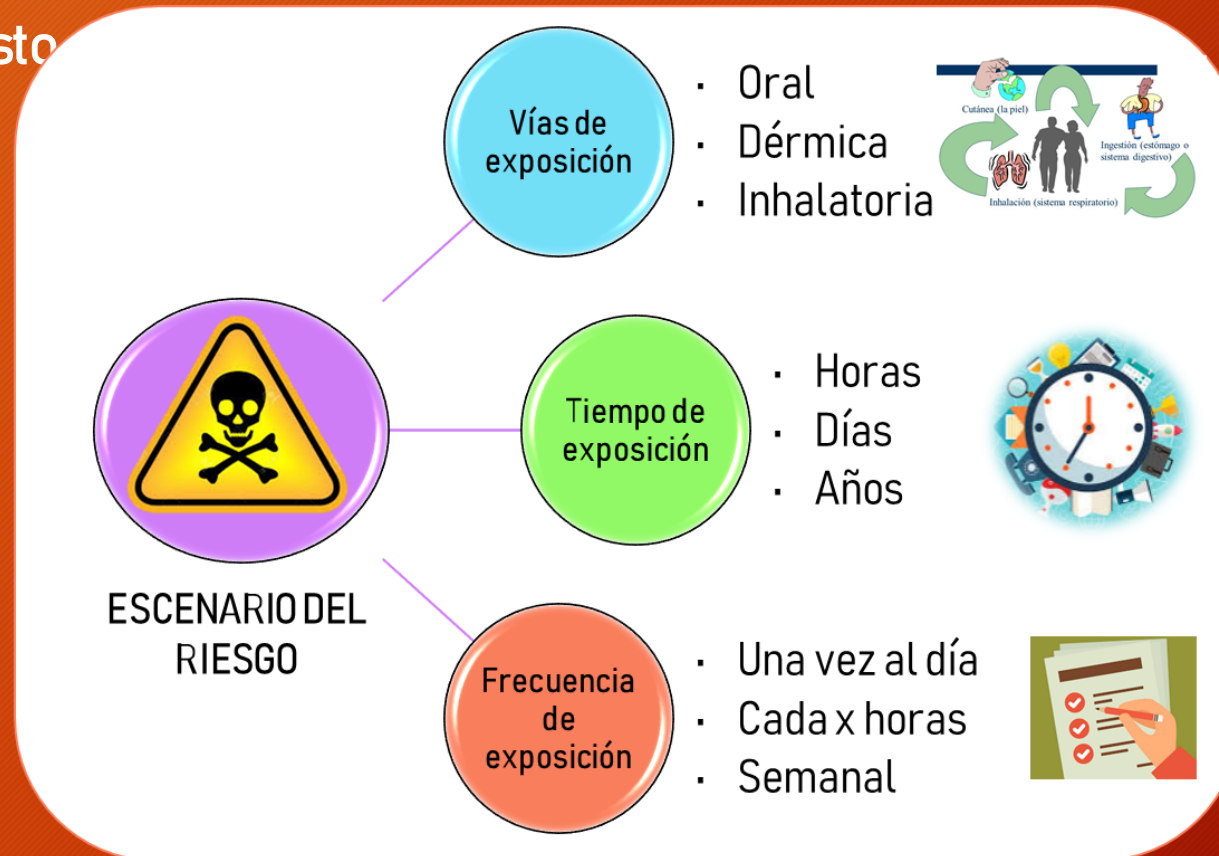 sto
Vías de
exposición
· Oral
· Dérmica
· Inhalatoria
Cutánea (la piel)
Ingestión (estómago o
sistema digestivo)
Inhalación (sistema respiratorio)
Tiempo de
exposición
· Horas
· Días
· Años
ESCENARIO DEL
RIESGO
Frecuencia
de
exposición
· Una vez al día
· Cada x horas
· Semanal